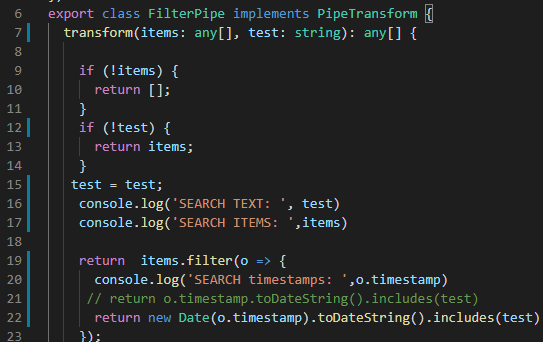 6 export class FilterPipe implements PipeTransform {
7 transform(items: any[], test: string): any[] {
8
9 if (!items) {
10 return [];
11 }
12 if (!test) {
13 return items;
14 }
15 test = test;
16 console.log('SEARCH TEXT: ', test)
17 console.log('SEARCH ITEMS: ',items)
18
19 return  items.filter(o => {
20 console.log('SEARCH timestamps: ',o.timestamp)
21 // return o.timestamp.toDateString().includes(test)
22 return new Date(o.timestamp).toDateString().includes(test)
23 });